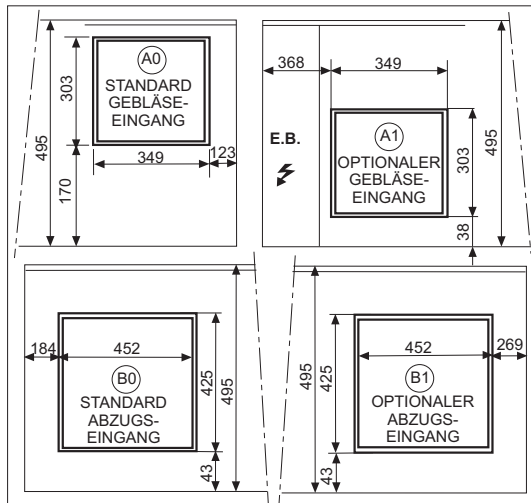 A0
STANDARD
GEBLÄSE-
EINGANG
303
495
170
349
123
368
349
E.B.
A1
OPTIONALER
GEBLÄSE-
EINGANG
303
495
38
184
452
B0
STANDARD
ABZUGS-
EINGANG
425
495
43
495
425
452
269
B1
OPTIONALER
ABZUGS-
EINGANG
43